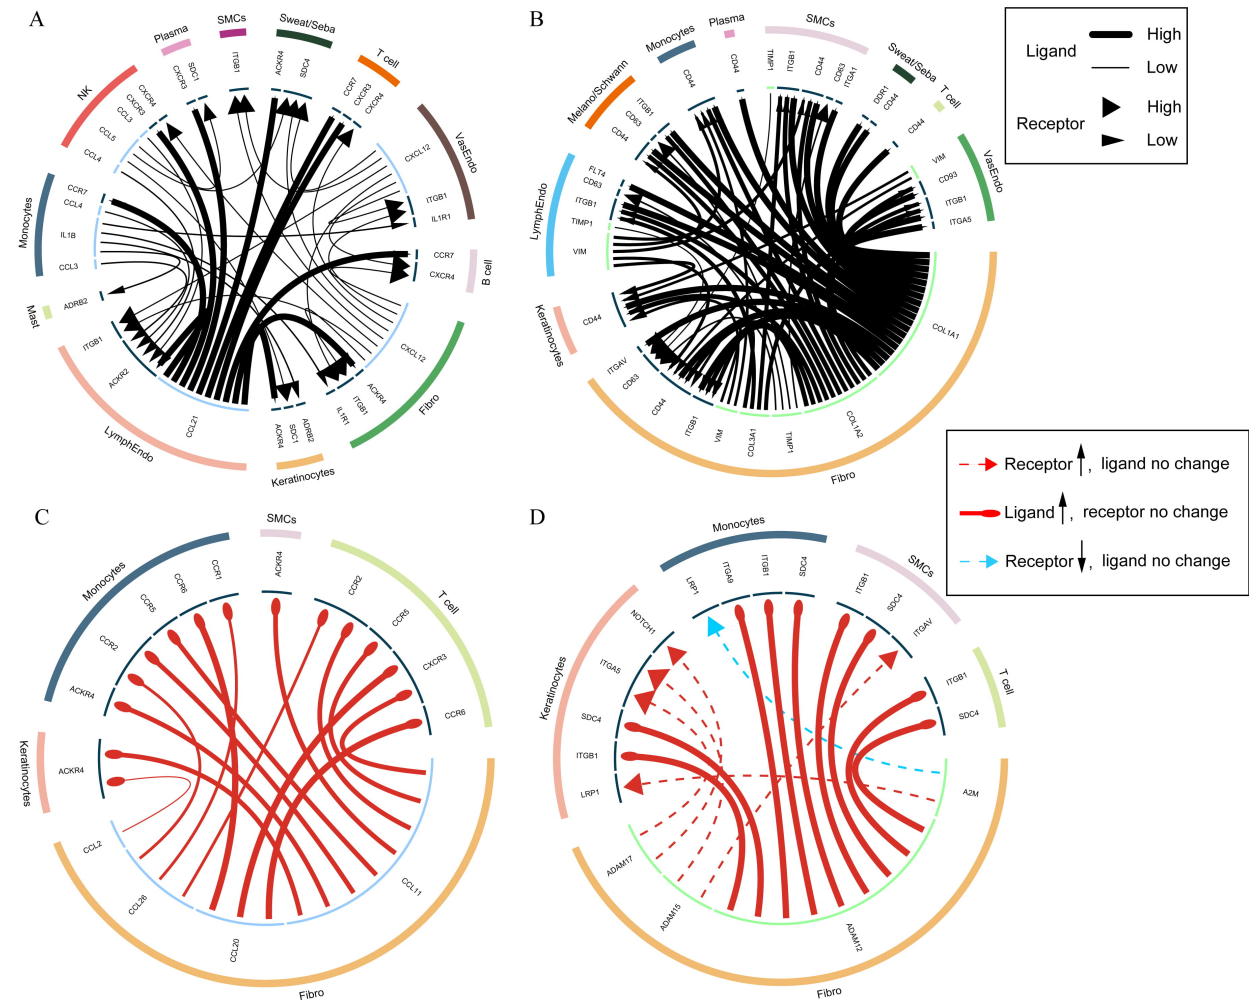 A
SMCs
Sweat/Seba
Plasma
T cell
NK
VasEndo
Monocytes
B cell
Mast
Fibro
LymphEndo
Keratinocytes
CXCR3
SDC1
ITGB1
ACKR4
SDC4
CCR7
CXCR3
CXCR4
CXCR4
CXCR3
CCL3
CCL5
CCL4
CXCL12
ITGB1
IL1R1
CCR7
CCL4
IL1B
CCL3
CCR7
CXCR4
ADRB2
ITGB1
ACKR2
CCL21
CXCL12
ACKR4
ITGB1
IL1R1
ADRB2
SDC1
ACKR4
B
Plasma
SMCs
Monocytes
Sweat/Seba
Melano/Schwann
T cell
LymphEndo
VasEndo
Keratinocytes
Fibro
CD44
CD44
TIMP1
ITGB1
CD44
CD63
ITGA1
DDR1
CD44
CD44
ITGB1
CD63
CD44
FLT4
CD63
ITGB1
TIMP1
VIM
VIM
CD93
ITGB1
ITGA5
CD44
COL1A1
ITGAV
CD63
CD44
ITGB1
VIM
COL3A1
TIMP1
COL1A2
Ligand
High
Low
Receptor
High
Low
C
SMCs
Monocytes
T cell
Keratinocytes
Fibro
ACKR4
CCR1
CCR6
CCR5
CCR2
ACKR4
CCR2
CCR5
CXCR3
CCR6
ACKR4
CCL2
CCL26
CCL20
CCL11
D
Monocytes
SMCs
T cell
Keratinocytes
Fibro
LRP1
ITGA9
ITGB1
SDC4
ITGB1
SDC4
ITGAV
ITGB1
SDC4
NOTCH1
ITGA5
SDC4
ITGB1
LRP1
A2M
ADAM17
ADAM15
ADAM12
Receptor ↑, ligand no change
Ligand ↑, receptor no change
Receptor ↓, ligand no change